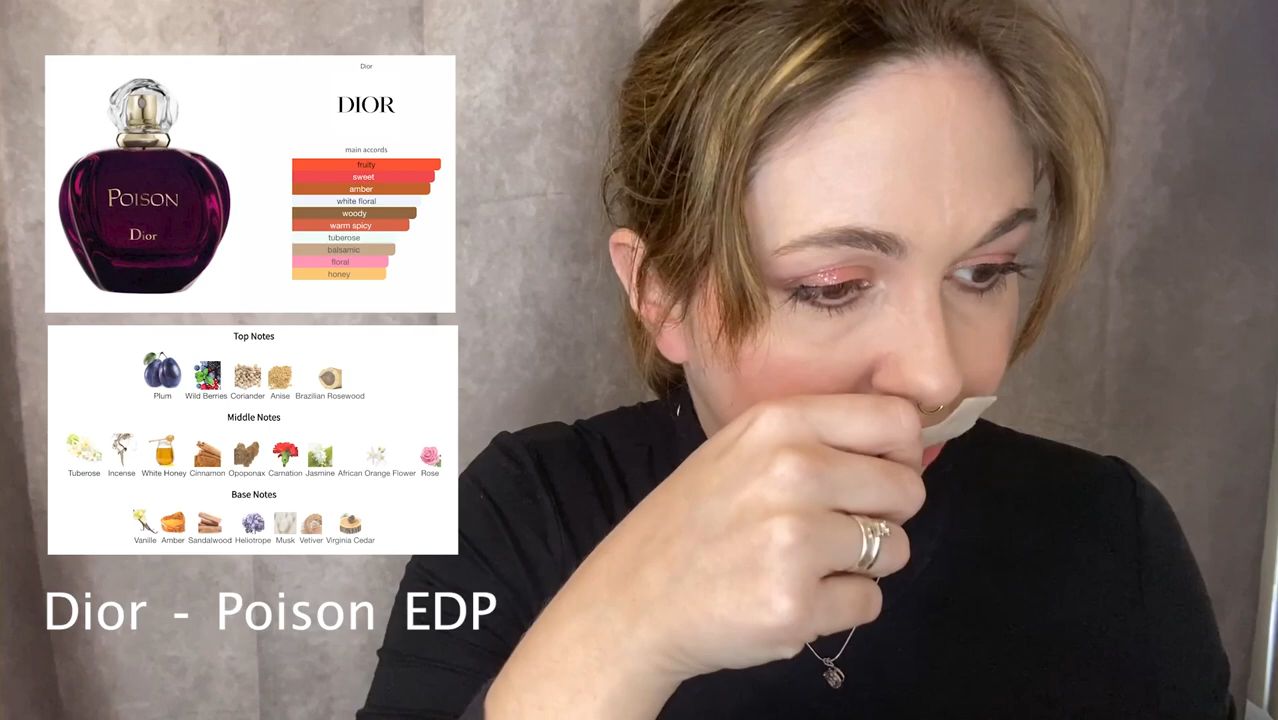 Dior
DIOR
main accords
fruity
sweet
amber
white floral
woody
warm spicy
tuberose
balsamic
floral
honey
POISON
Dior
Top Notes
Plum Wild Berries Coriander Anise Brazilian Rosewood
Middle Notes
Tuberose Incense White Honey Cinnamon Opoponax Carnation Jasmine African Orange Flower Rose
Base Notes
Vanille Amber Sandalwood Heliotrope Musk Vetiver Virginia Cedar
Dior - Poison EDP